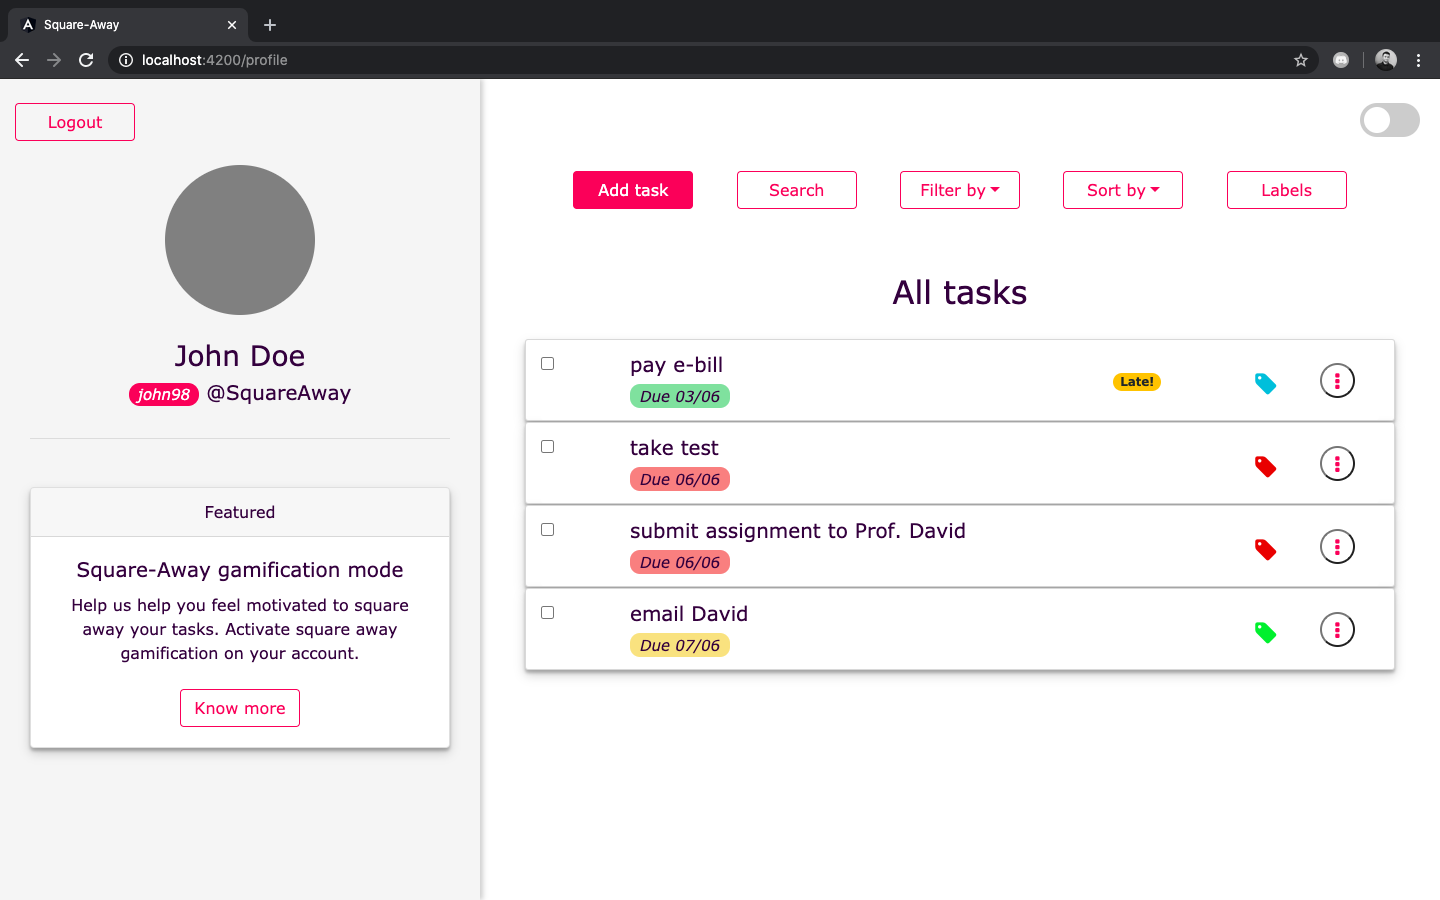 Square-Away
localhost:4200/profile
Logout
John Doe
john98 @SquareAway
Featured
Square-Away gamification mode
Help us help you feel motivated to square
away your tasks. Activate square away
gamification on your account.
Know more
Add task
Search
Filter by
Sort by
Labels
All tasks
pay e-bill
Due 03/06
Late!
take test
Due 06/06
submit assignment to Prof. David
Due 06/06
email David
Due 07/06